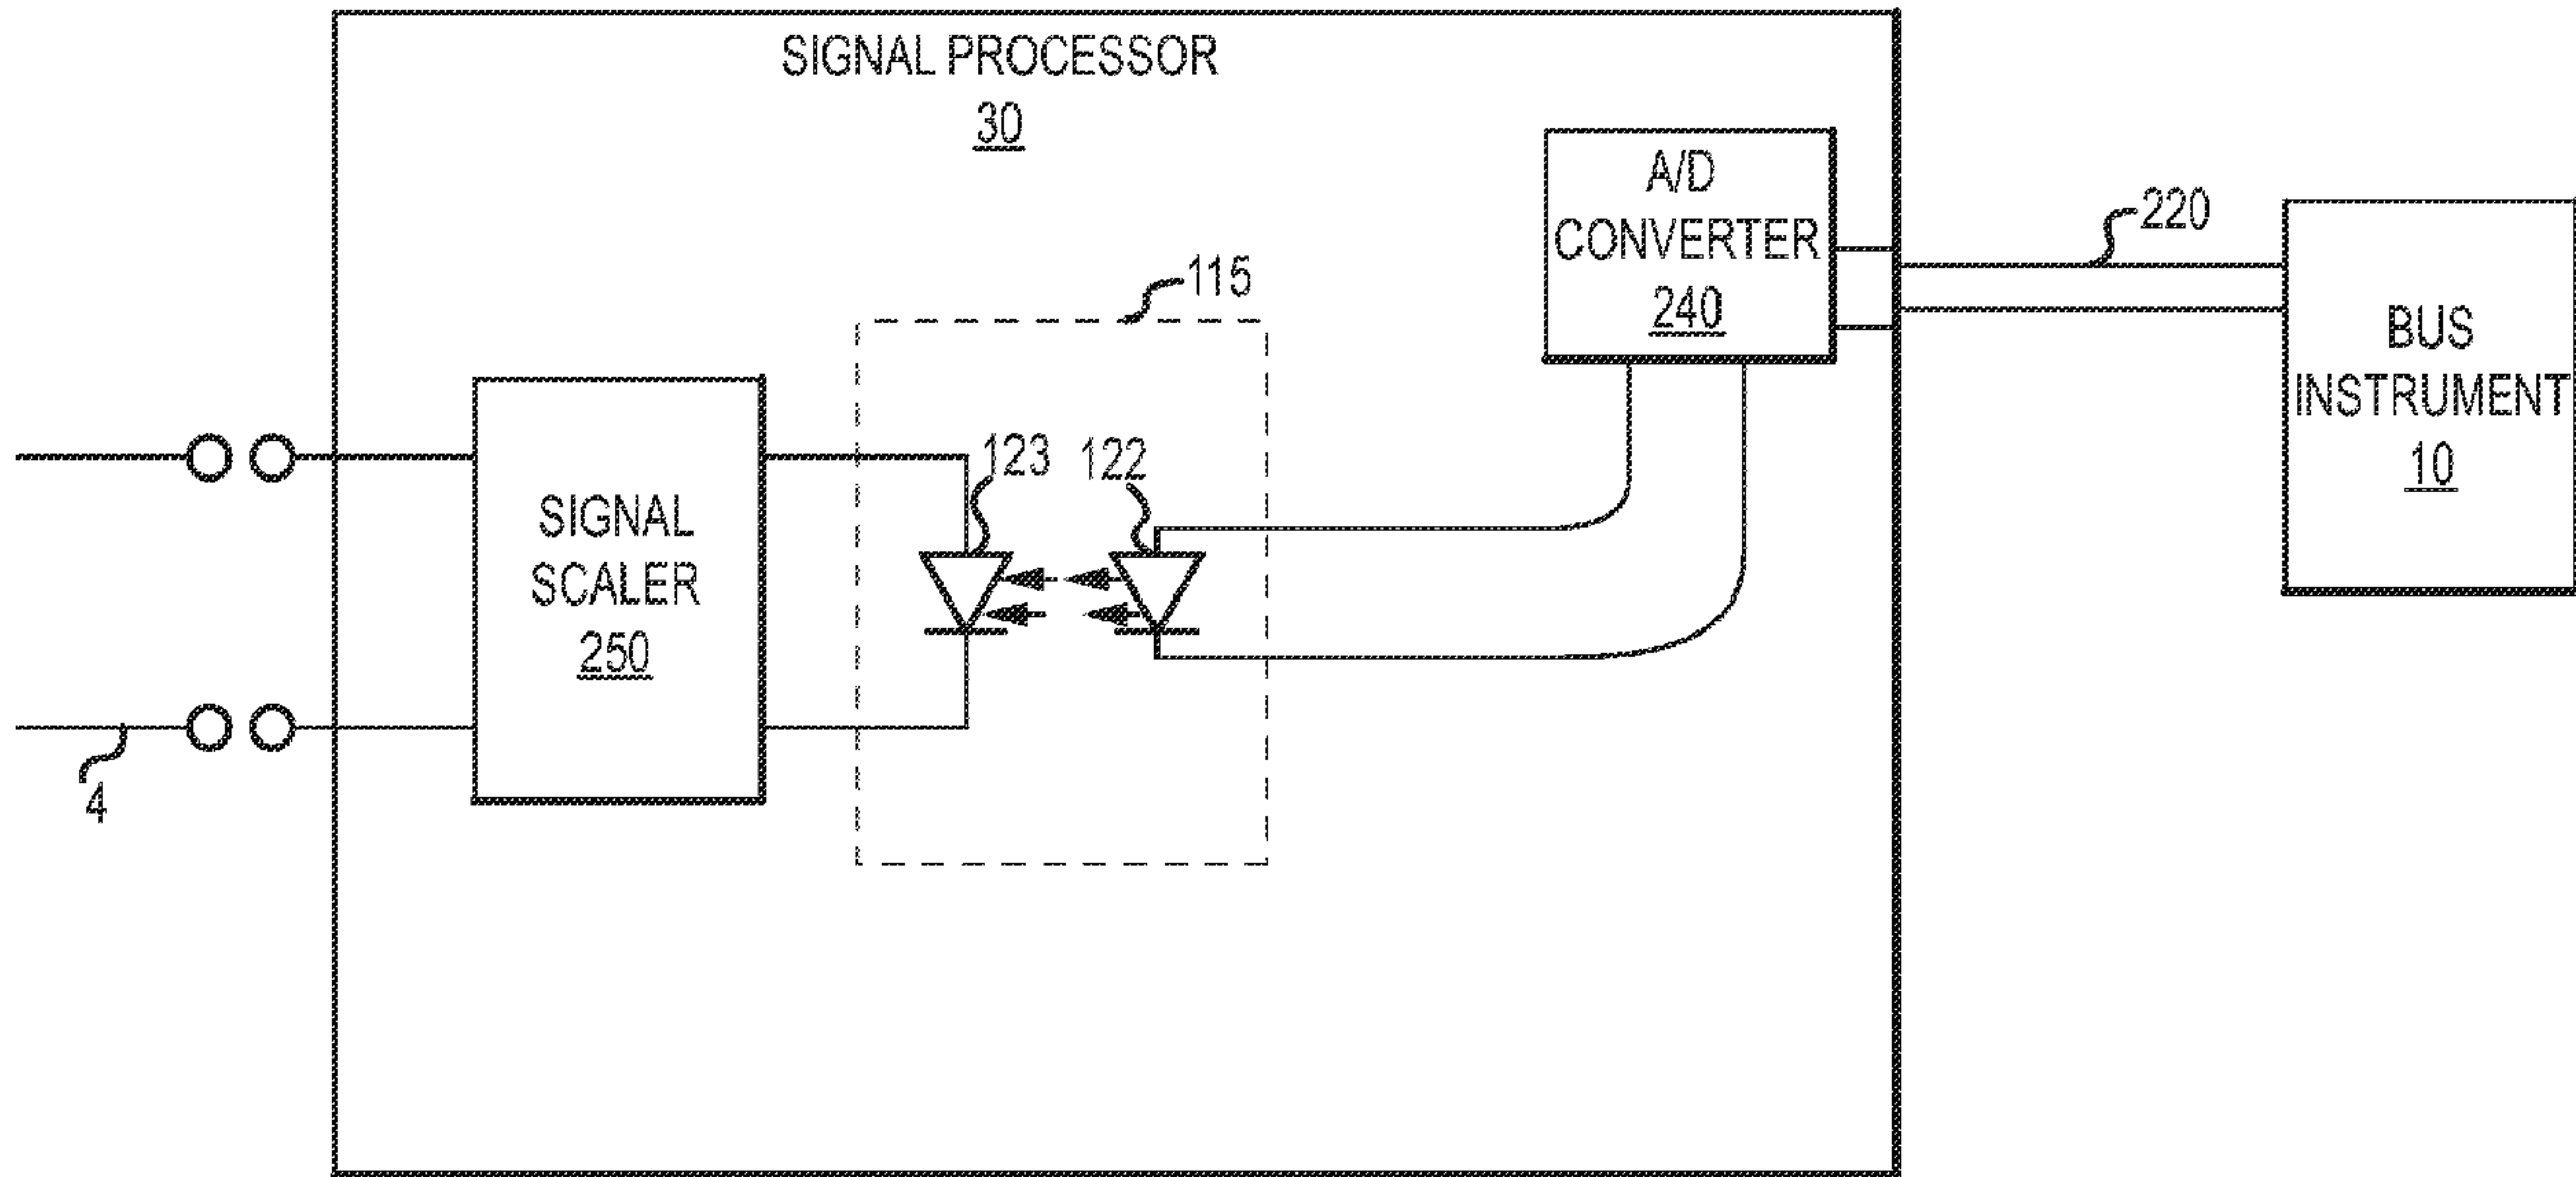 SIGNAL PROCESSOR
30
A/D
CONVERTER
240
220
BUS
INSTRUMENT
10
115
123
122
SIGNAL
SCALER
250
4